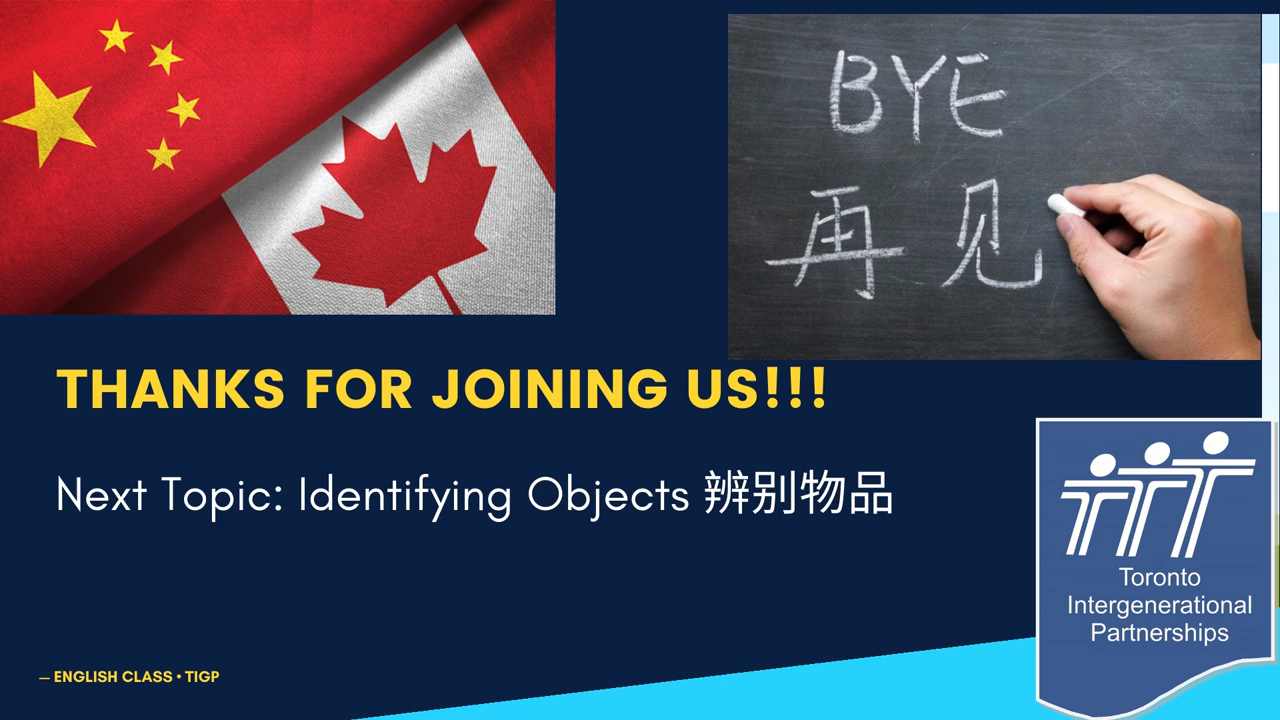 BYE
再见
THANKS FOR JOINING US!!!
Next Topic: Identifying Objects 辨别物品
Toronto
Intergenerational
Partnerships
— ENGLISH CLASS • TIGP